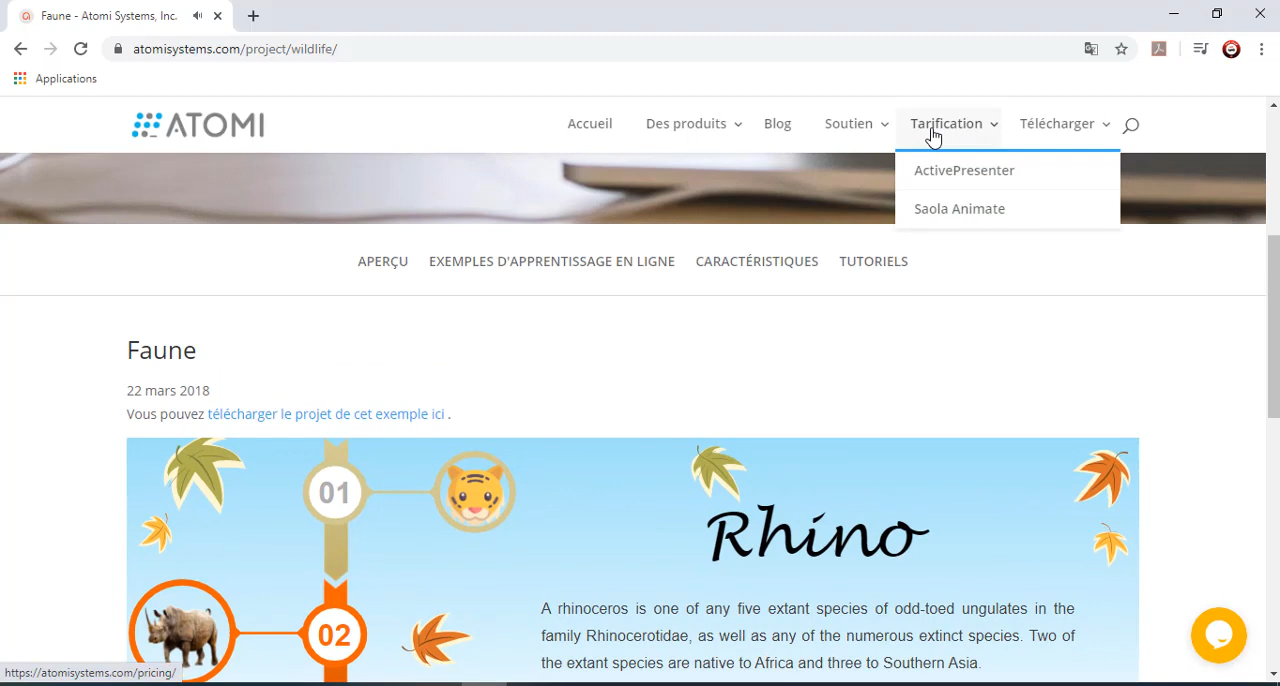 Faune - Atomi Systems, Inc.
atomisystems.com/project/wildlife/
Applications
ATOMI
Accueil Des produits Blog Soutien Tarification Télécharger
ActivePresenter
Saola Animate
APERÇU EXEMPLES D'APPRENTISSAGE EN LIGNE CARACTÉRISTIQUES TUTORIELS
Faune
22 mars 2018
Vous pouvez télécharger le projet de cet exemple ici .
01
Rhino
A rhinoceros is one of any five extant species of odd-toed ungulates in the
family Rhinocerotidae, as well as any of the numerous extinct species. Two of
the extant species are native to Africa and three to Southern Asia.
02
https://atomisystems.com/pricing/